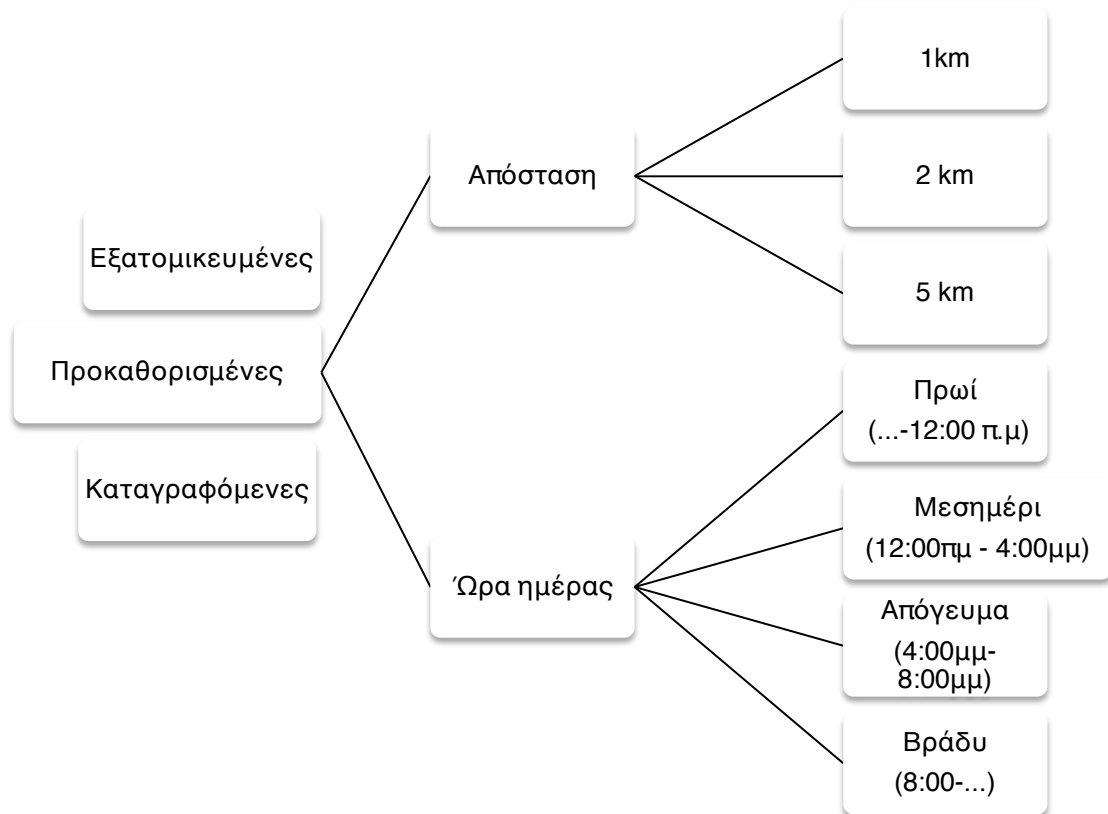 Εξατομικευμένες
Προκαθορισμένες
Καταγραφόμενες
Απόσταση
Ώρα ημέρας
1km
2 km
5 km
Πρωί
(...-12:00 π.μ)
Μεσημέρι
(12:00πμ - 4:00μμ)
Απόγευμα
(4:00μμ-
8:00μμ)
Βράδυ
(8:00-...)